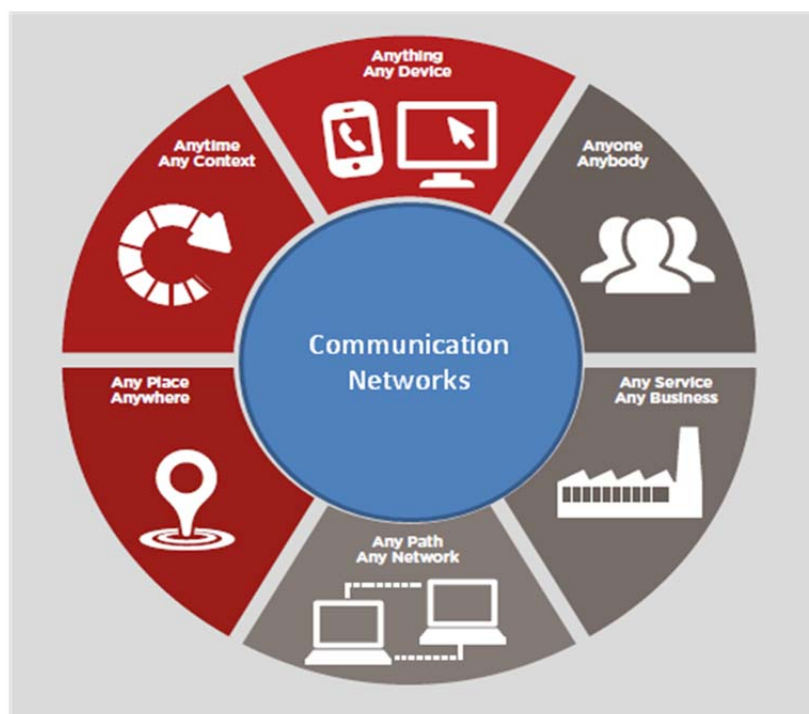 Anything
Any Device
Anyone
Anybody
Any Service
Any Business
Any Path
Any Network
Any Place
Anywhere
Anytime
Any Context
Communication
Networks